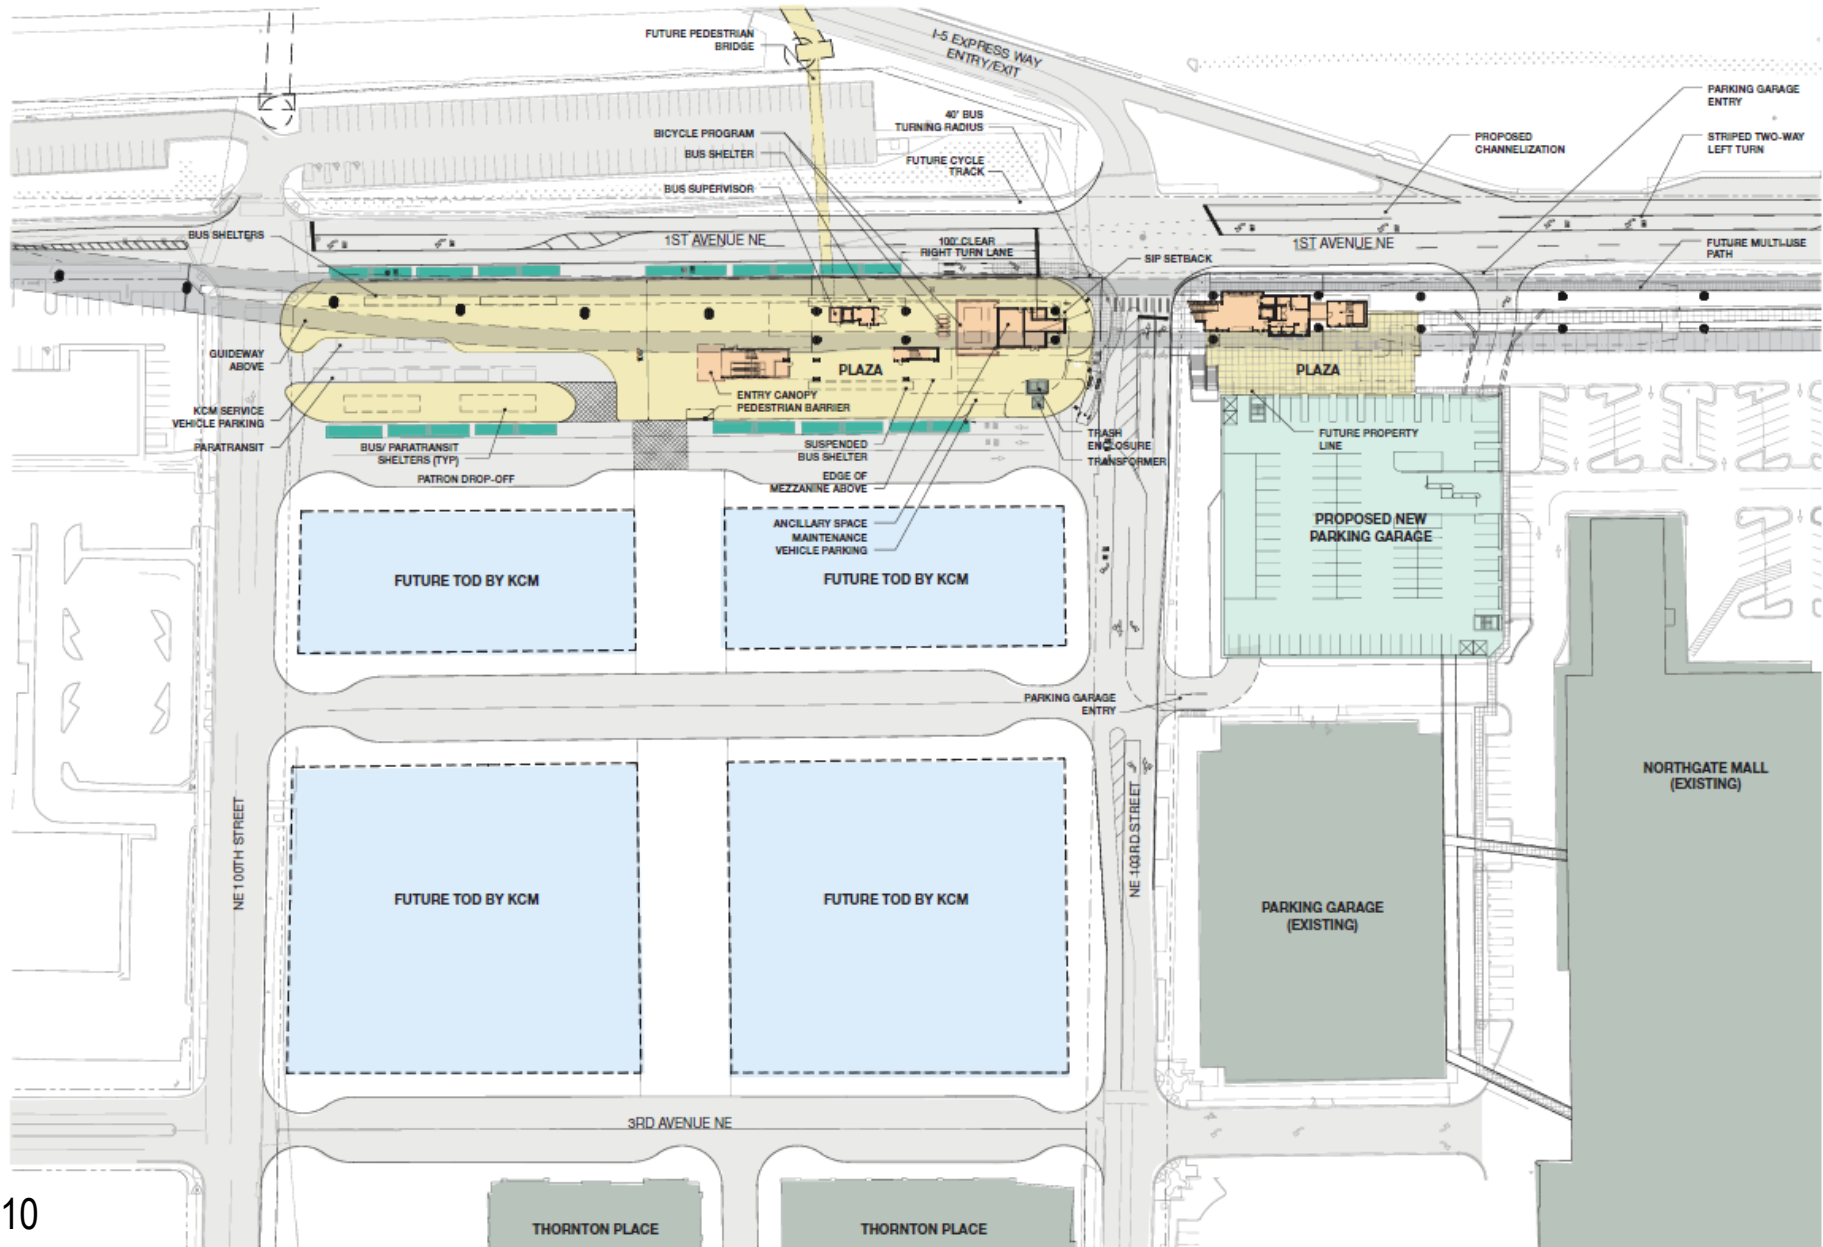 FUTURE PEDESTRIAN
BRIDGE
I-5 EXPRESS WAY
ENTRY/EXIT
PARKING GARAGE
ENTRY
40' BUS
TURNING RADIUS
BICYCLE PROGRAM
BUS SHELTER
PROPOSED
CHANNELIZATION
STRIPED TWO-WAY
LEFT TURN
FUTURE CYCLE
TRACK
BUS SUPERVISOR
BUS SHELTERS
1ST AVENUE NE
100' CLEAR
RIGHT TURN LANE
1ST AVENUE NE
FUTURE MULTI-USE
PATH
SIP SETBACK
GUIDEWAY
ABOVE
PLAZA
PLAZA
ENTRY CANOPY
PEDESTRIAN BARRIER
KCM SERVICE
VEHICLE PARKING
PARATRANSIT
BUS/ PARATRANSIT
SHELTERS (TYP)
SUSPENDED
BUS SHELTER
TRASH
ENCLOSURE
TRANSFORMER
FUTURE PROPERTY
LINE
PATRON DROP-OFF
EDGE OF
MEZZANINE ABOVE
ANCILLARY SPACE
MAINTENANCE
VEHICLE PARKING
PROPOSED NEW
PARKING GARAGE
FUTURE TOD BY KCM
FUTURE TOD BY KCM
PARKING GARAGE
ENTRY
NORTHGATE MALL
(EXISTING)
NE 100TH STREET
NE 103RD STREET
FUTURE TOD BY KCM
FUTURE TOD BY KCM
PARKING GARAGE
(EXISTING)
3RD AVENUE NE
10
THORNTON PLACE
THORNTON PLACE